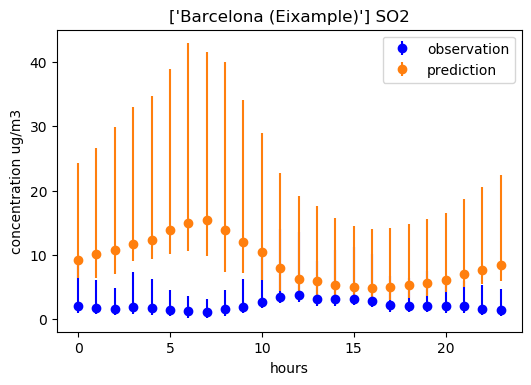 ['Barcelona (Eixample)'] SO2
observation
prediction
concentration ug/m3
40
30
20
10
0
0 5 10 15 20
hours